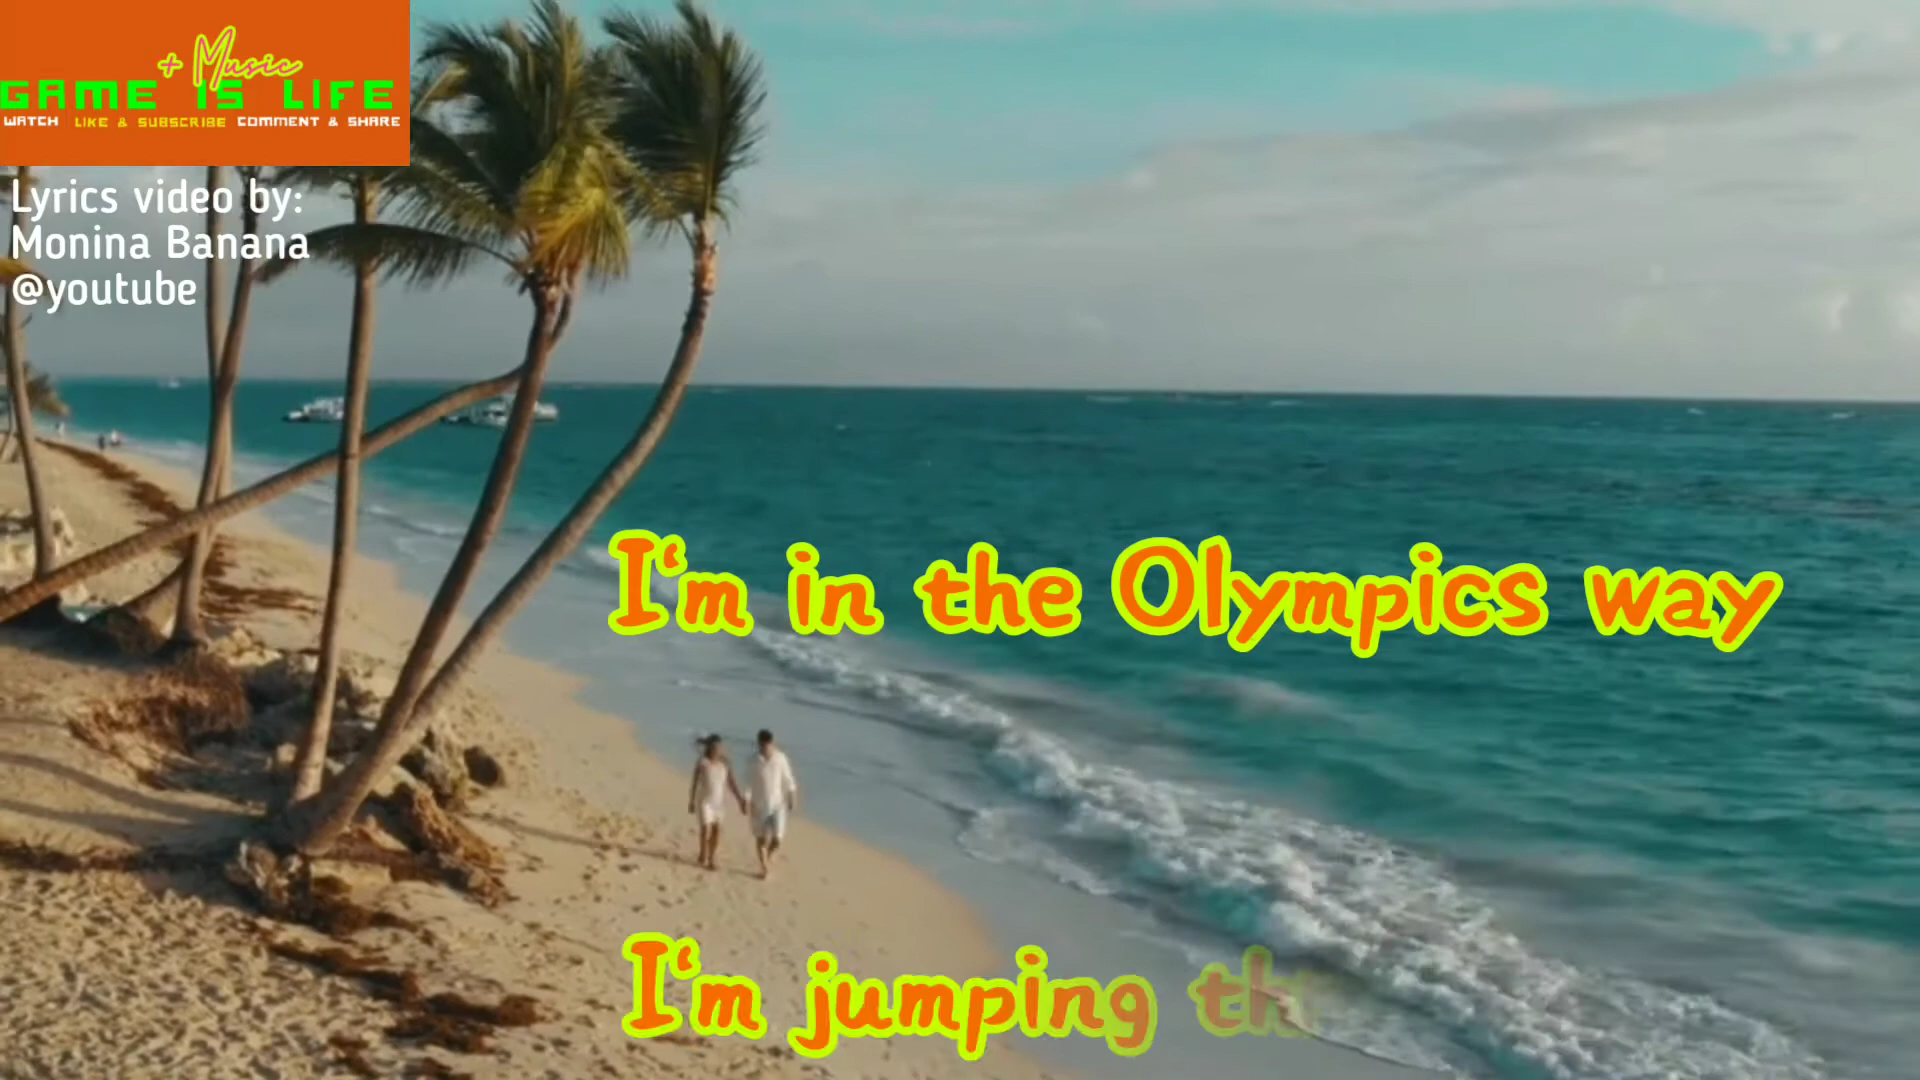 + Music
GAME IS LIFE
WATCH LIKE & SUBSCRIBE COMMENT & SHARE
Lyrics video by:
Monina Banana
@youtube
I'm in the Olympics way
I'm jumping